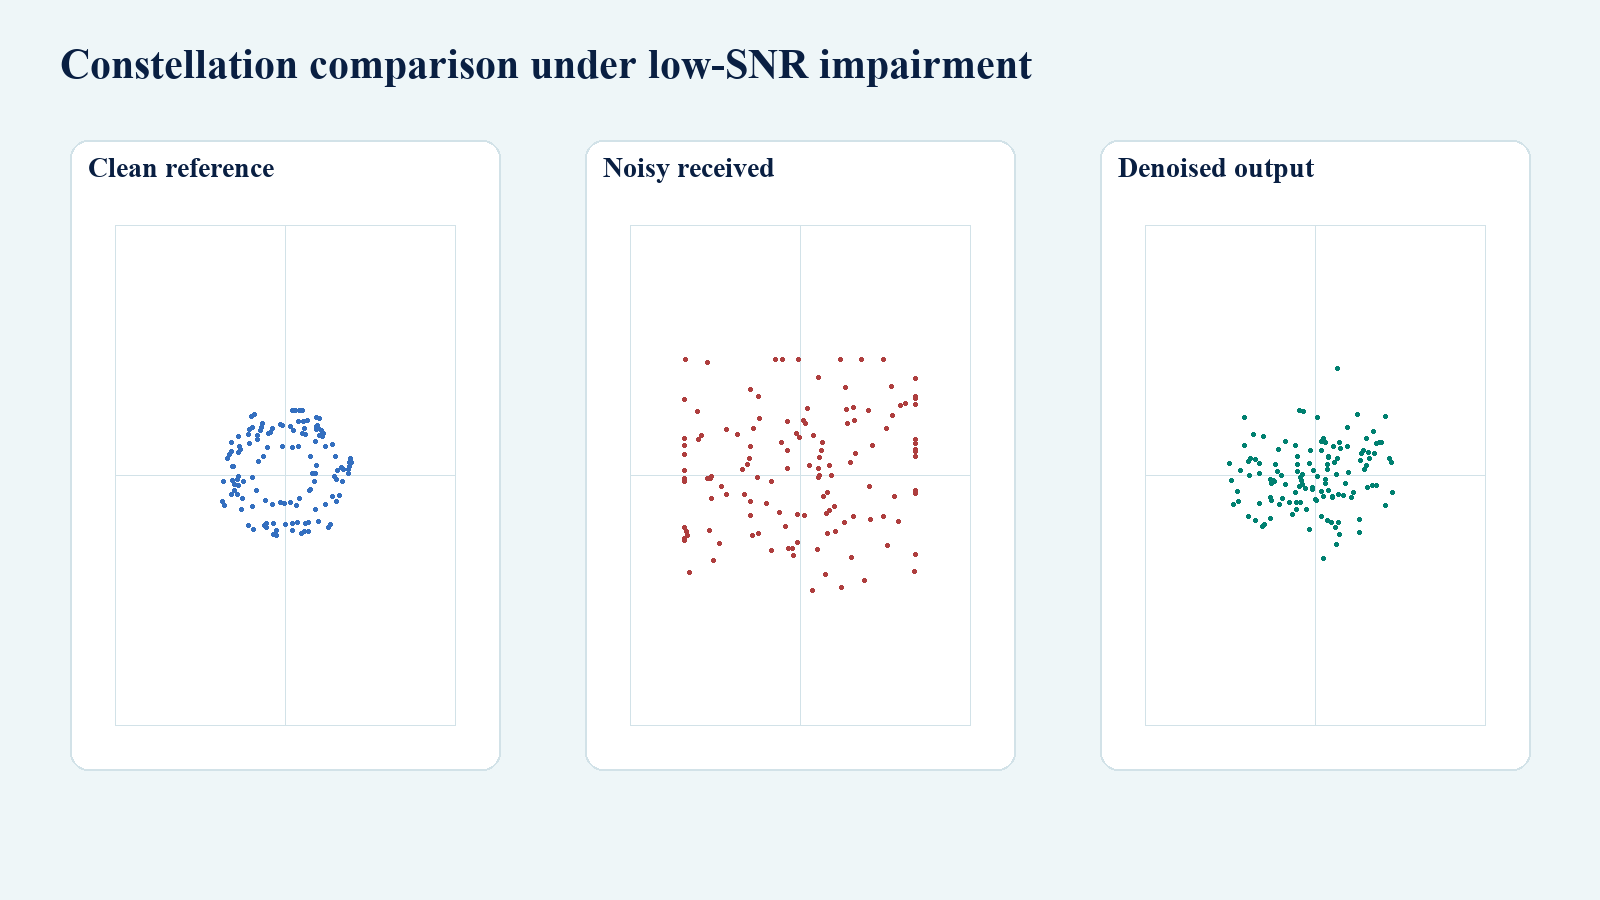 Constellation comparison under low-SNR impairment
Clean reference
Noisy received
Denoised output